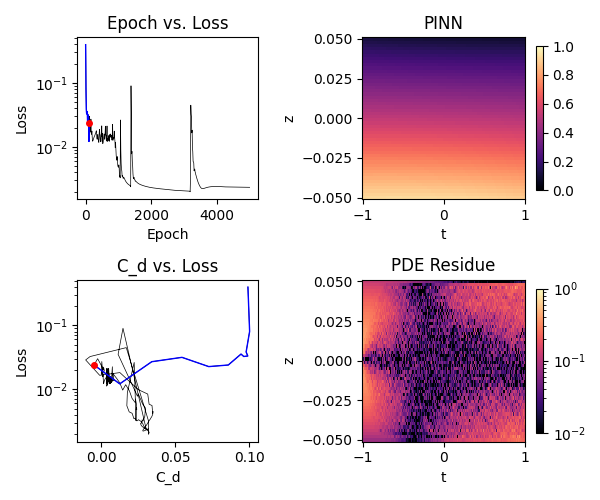 Epoch vs. Loss
Loss
10⁻¹
10⁻²
0 2000 4000
Epoch
PINN
z
0.050
0.025
0.000
−0.025
−0.050
−1 0 1
t
1.0
0.8
0.6
0.4
0.2
0.0
C_d vs. Loss
Loss
10⁻¹
10⁻²
0.00 0.05 0.10
C_d
PDE Residue
z
0.050
0.025
0.000
−0.025
−0.050
−1 0 1
t
10⁰
10⁻¹
10⁻²